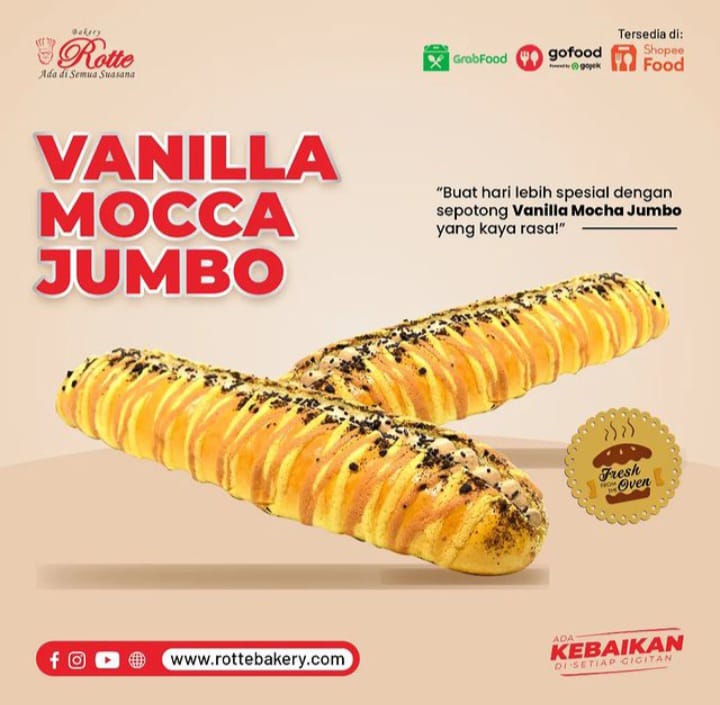 Bakery
Rotte
Ada di Semua Suasana
Tersedia di:
GrabFood
gofood
Powered by gojek
Shopee
Food
VANILLA
MOCCA
JUMBO
“Buat hari lebih spesial dengan
sepotong Vanilla Mocha Jumbo
yang kaya rasa!”
Fresh
FROM THE
Oven
www.rottebakery.com
ADA
KEBAIKAN
DI SETIAP GIGITAN